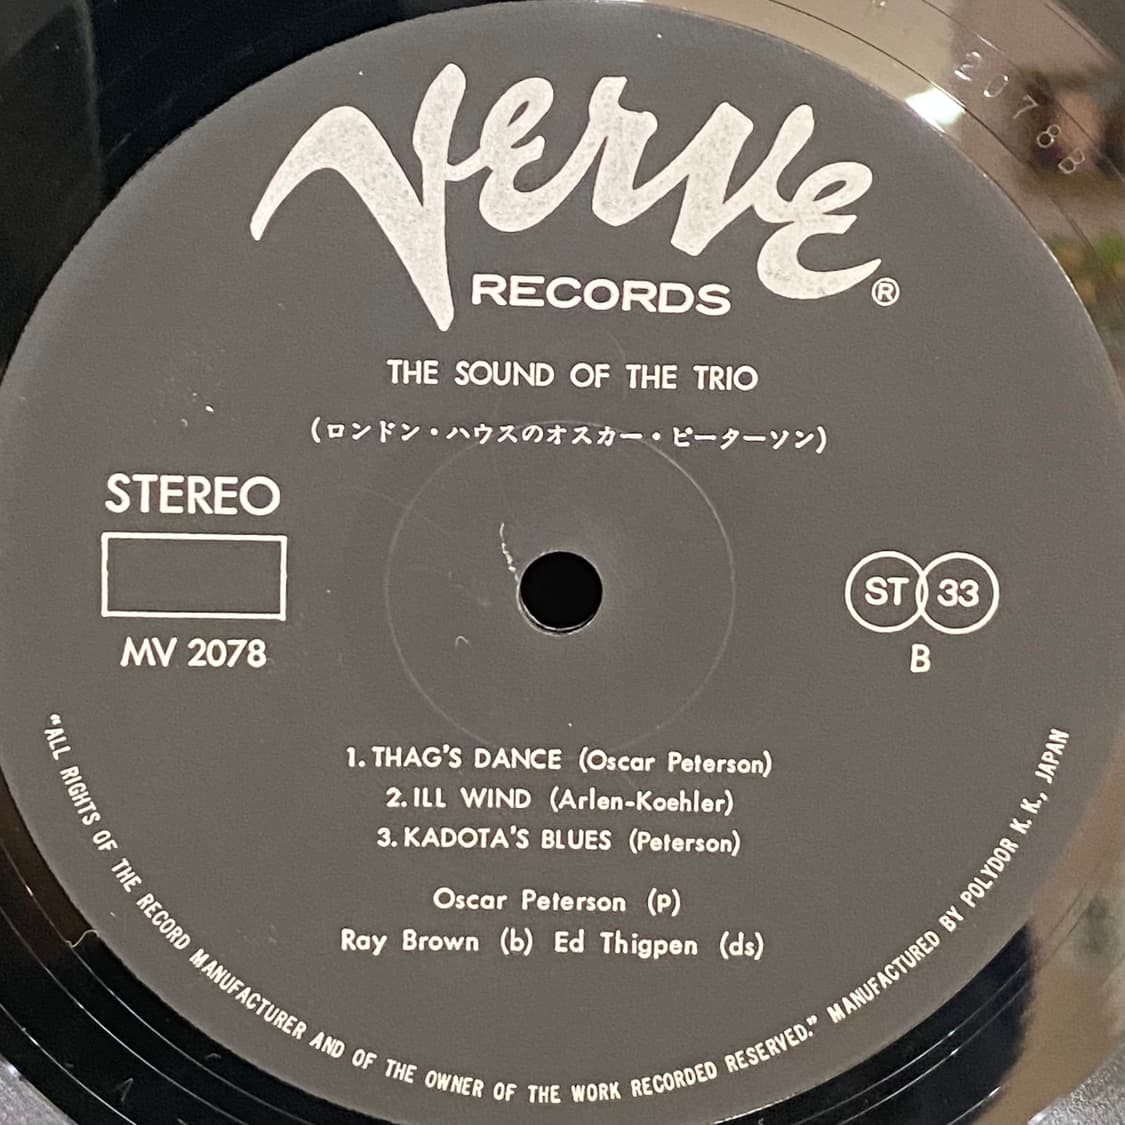 Verve
RECORDS ®
THE SOUND OF THE TRIO
(ロンドン・ハウスのオスカー・ピーターソン)
STEREO
MV 2078
ST 33
B
1. THAG'S DANCE (Oscar Peterson)
2. ILL WIND (Arlen-Koehler)
3. KADOTA'S BLUES (Peterson)
Oscar Peterson (p)
Ray Brown (b) Ed Thigpen (ds)
"ALL RIGHTS OF THE RECORD MANUFACTURER AND OF THE OWNER OF THE WORK RECORDED RESERVED." MANUFACTURED BY POLYDOR K. K., JAPAN
2078B